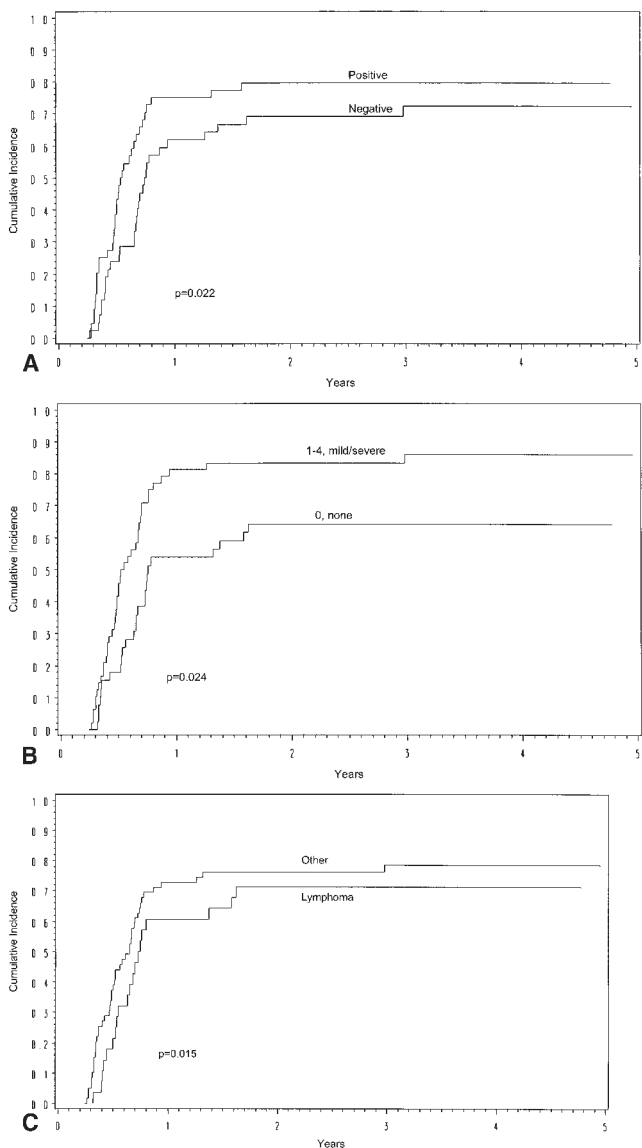 1 0
0 9
0 8
0 7
0 6
0 5
0 4
0 3
0 2
0 1
0 0
Cumulative Incidence
Positive
Negative
p=0.022
0 1 2 3 4 5
Years
A
1 0
0 9
0 8
0 7
0 6
0 5
0 4
0 3
0 2
0 1
0 0
Cumulative Incidence
1-4, mild/severe
0, none
p=0.024
0 1 2 3 4 5
Years
B
1 0
0 9
0 8
0 7
0 6
0 5
0 4
0 3
0 2
0 1
0 0
Cumulative Incidence
Other
Lymphoma
p=0.015
0 1 2 3 4 5
Years
C